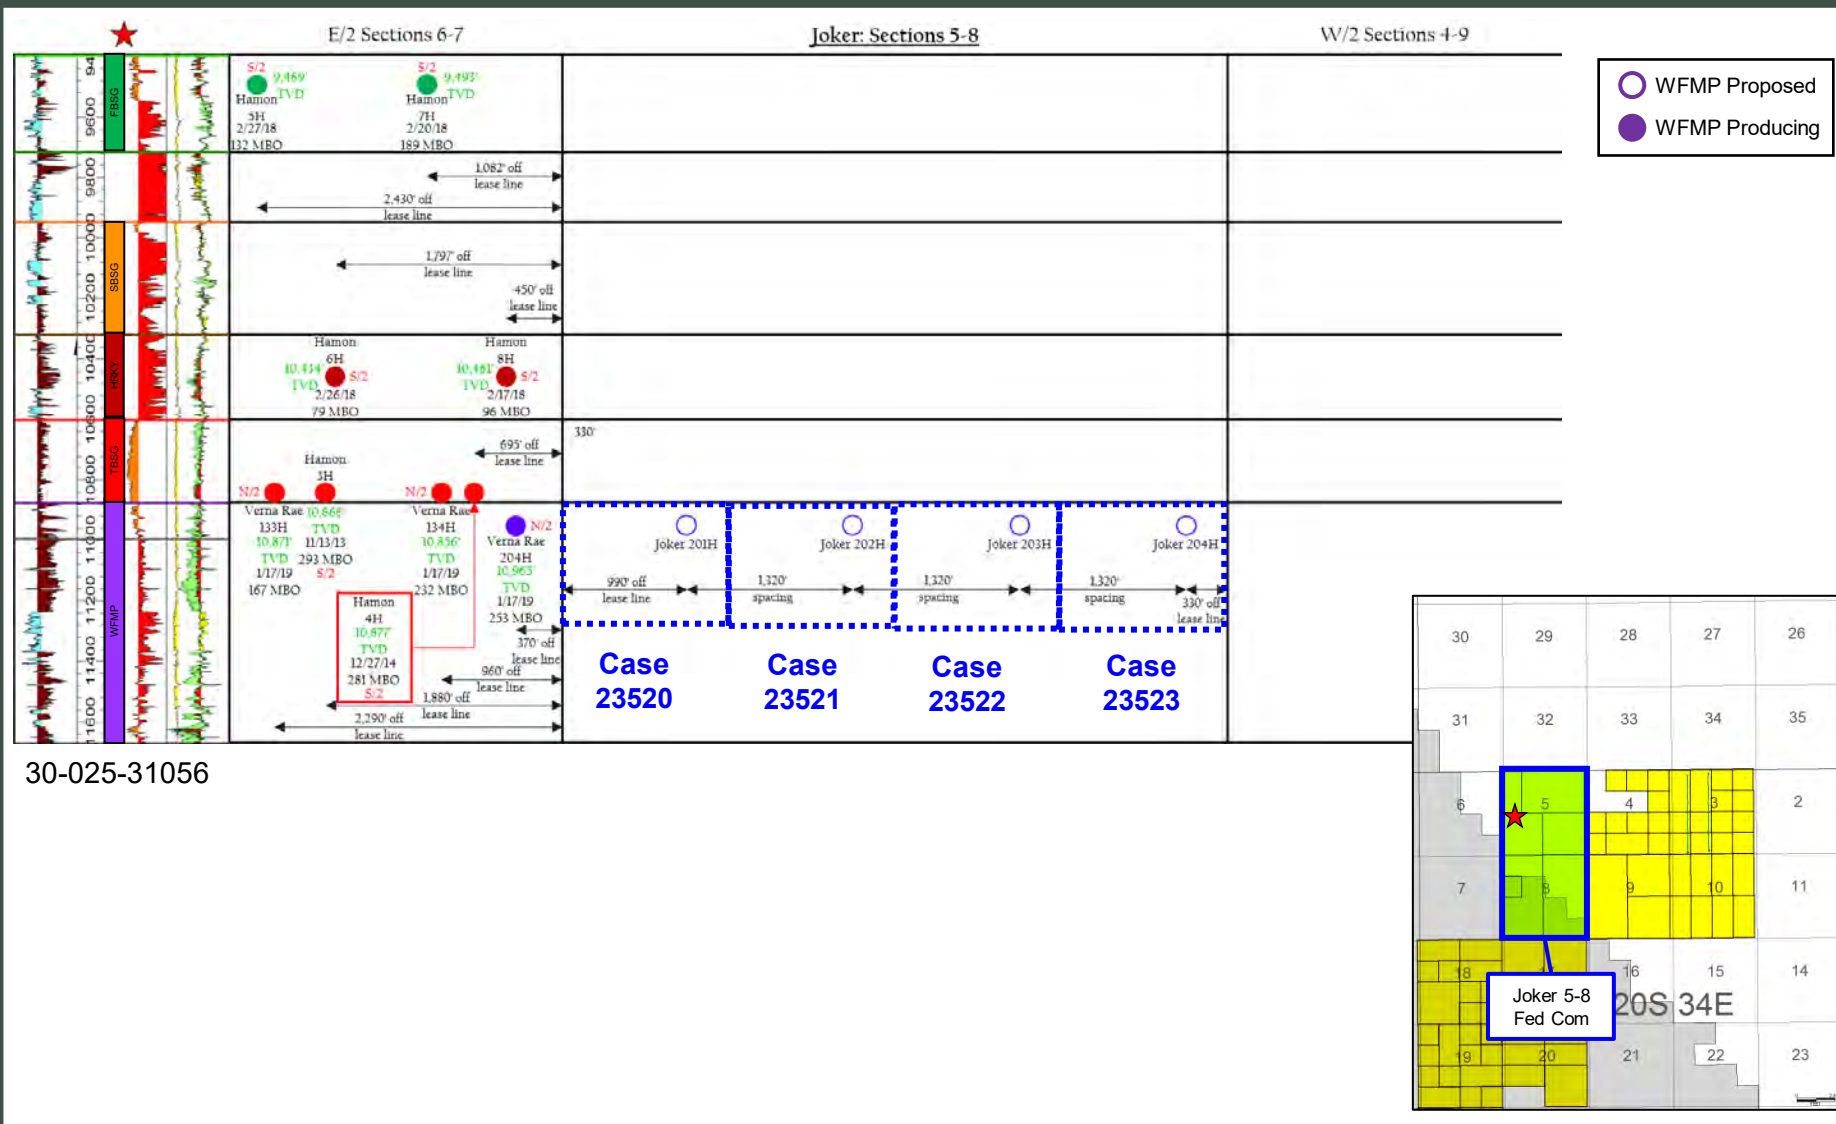 E/2 Sections 6-7
Joker: Sections 5-8
W/2 Sections 4-9
WFMP Proposed
WFMP Producing
94
9600
9800
10000
10200
10400
10600
10800
11000
11200
11400
11600
FBSG
SBSG
HRKY
TBSG
WFMP
S/2
9,469'
TVD
Hamon
5H
2/27/18
132 MBO
S/2
9,493'
TVD
Hamon
7H
2/20/18
189 MBO
1,082' off
lease line
2,430' off
lease line
1,797' off
lease line
450' off
lease line
Hamon
6H
10,434'
TVD
S/2
2/26/18
79 MBO
Hamon
8H
10,481'
TVD
S/2
2/17/18
96 MBO
695' off
lease line
330'
Hamon
3H
N/2
N/2
Verna Rae
133H
10,871'
TVD
1/17/19
167 MBO
10,866'
TVD
11/13/13
293 MBO
S/2
Verna Rae
134H
10,856'
TVD
1/17/19
232 MBO
N/2
Verna Rae
204H
10,965'
TVD
1/17/19
253 MBO
Hamon
4H
10,877'
TVD
12/27/14
281 MBO
S/2
370' off
lease line
960' off
lease line
1,880' off
lease line
2,290' off
lease line
Joker 201H
Joker 202H
Joker 203H
Joker 204H
990' off
lease line
1,320'
spacing
1,320'
spacing
1,320'
spacing
330' off
lease line
Case
23520
Case
23521
Case
23522
Case
23523
30-025-31056
30 29 28 27 26
31 32 33 34 35
6 5 4 3 2
7 8 9 10 11
18 16 15 14
Joker 5-8
Fed Com
20S 34E
19 20 21 22 23